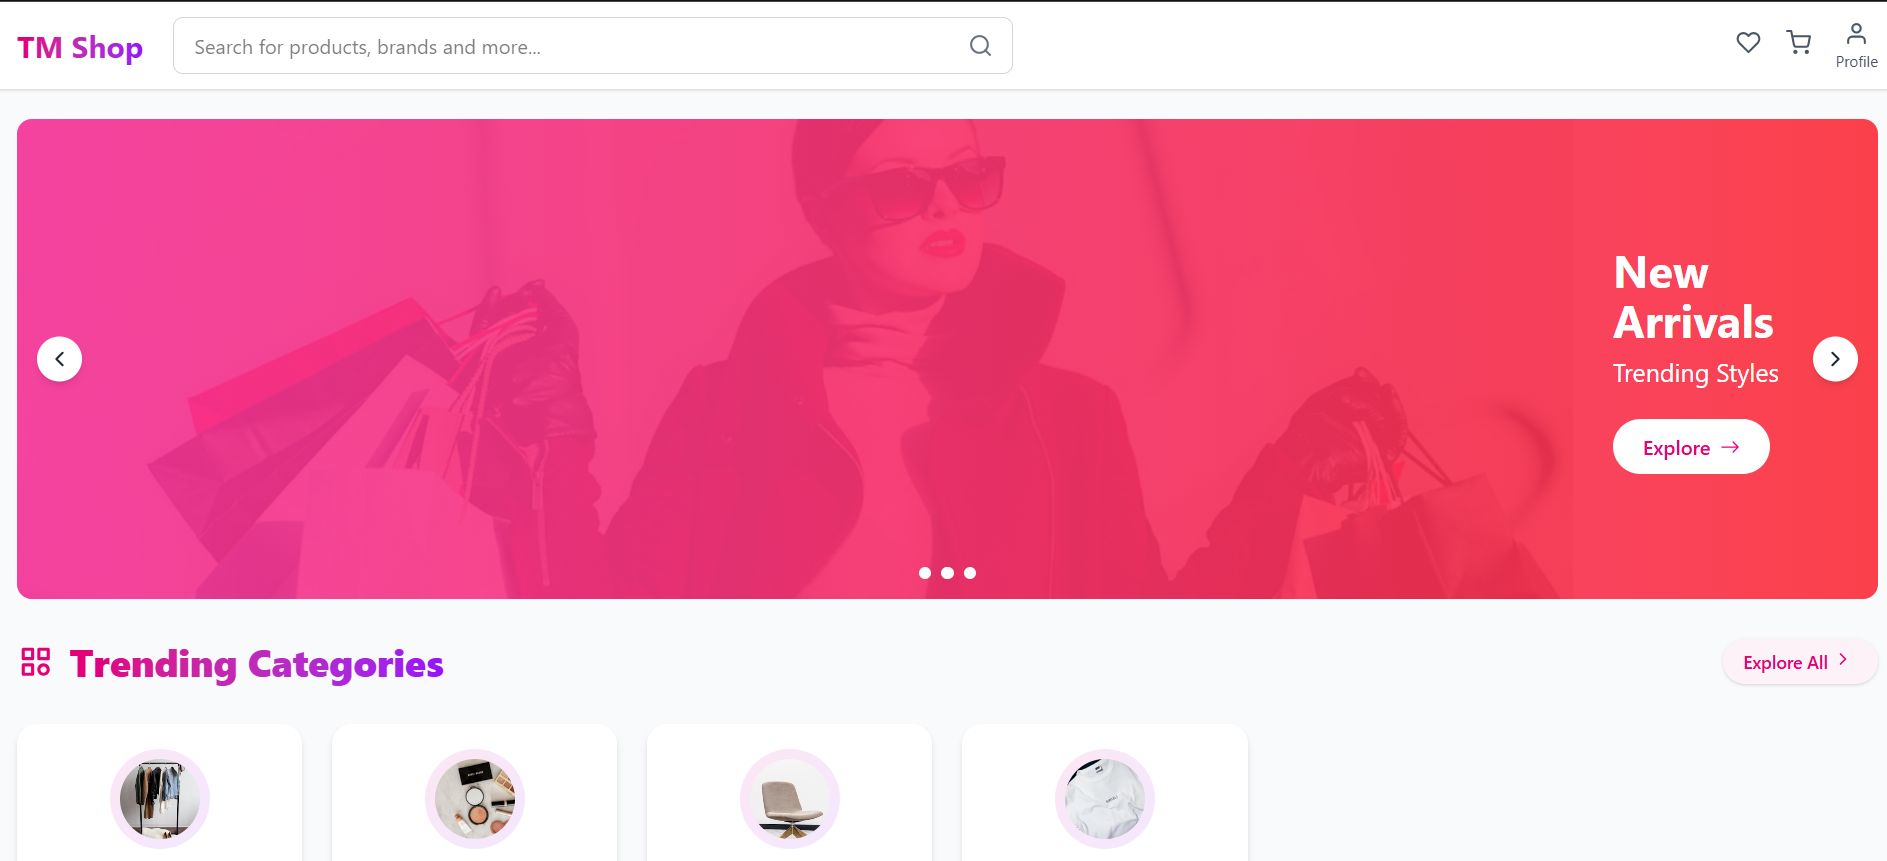 TM Shop
Search for products, brands and more...
Profile
New
Arrivals
Trending Styles
Explore
Trending Categories
Explore All